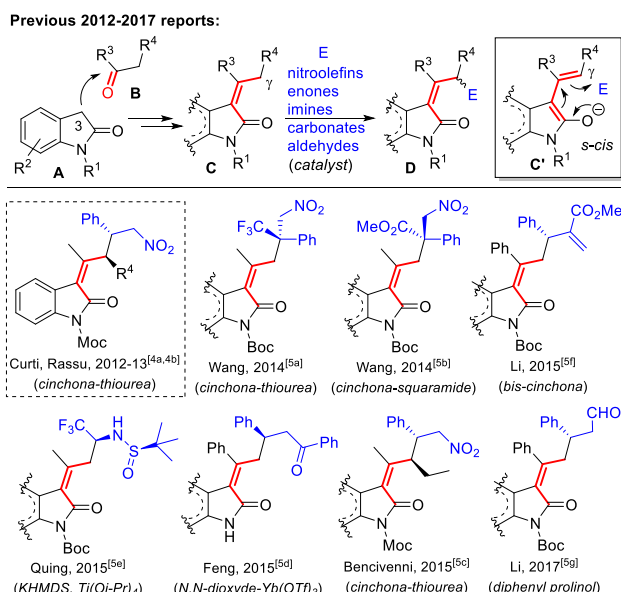 Previous 2012-2017 reports:
R3 R4 O B
3 O N R1 R2 A
R3 R4 γ O N R1 C
E
nitroolefins
enones
imines
carbonates
aldehydes
(catalyst)
R3 R4 E O N R1 D
R3 R4 γ E O ⊖ N R1 C' s-cis
Ph NO2 R4 O N Moc
Curti, Rassu, 2012-13[4a,4b]
(cinchona-thiourea)
NO2 F3C Ph O N Boc
Wang, 2014[5a]
(cinchona-thiourea)
NO2 MeO2C Ph O N Boc
Wang, 2014[5b]
(cinchona-squaramide)
Ph MeO2C Ph O N Boc
Li, 2015[5f]
(bis-cinchona)
F3C HN S O O N Boc
Quing, 2015[5e]
(KHMDS, Ti(Oi-Pr)4)
Ph Ph Ph O O N H
Feng, 2015[5d]
(N,N-dioxyde-Yb(OTf)3)
Ph NO2 O N Moc
Bencivenni, 2015[5c]
(cinchona-thiourea)
CHO Ph Ph O N Boc
Li, 2017[5g]
(diphenyl prolinol)